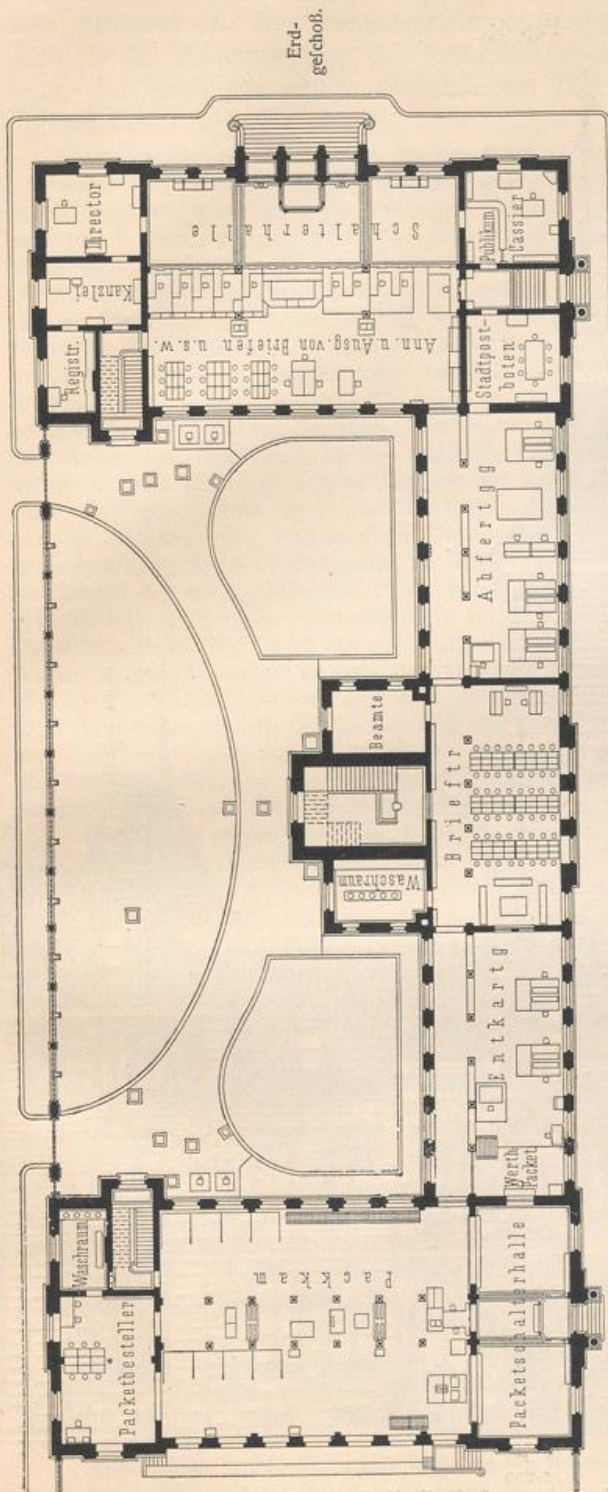 Erd-
geschoß.
Director
Kanzlei
Registr.
Schalterhalle
Ann. u. Ausg. von Briefen u.s.w.
Publikum
Cassier
Stadtpost-
boten
Abfertgg
Beamte
Brieftr
Waschraum
Entkartg
Werth
Packet
Waschraum
Packetbesteller
Packkam
Packetschalterhalle